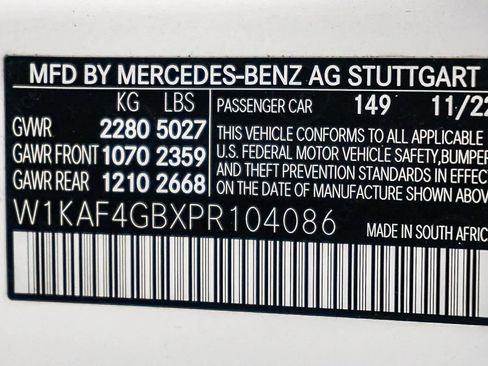 MFD BY MERCEDES-BENZ AG STUTTGART
KG LBS
PASSENGER CAR 149 11/22
GVWR 2280 5027
THIS VEHICLE CONFORMS TO ALL APPLICABLE
GAWR FRONT 1070 2359
U.S. FEDERAL MOTOR VEHICLE SAFETY, BUMPER
GAWR REAR 1210 2668
AND THEFT PREVENTION STANDARDS IN EFFEC
ON THE DATE OF MANUFACTURE SHOWN ABOV
W1KAF4GBXPR104086
MADE IN SOUTH AFRIC